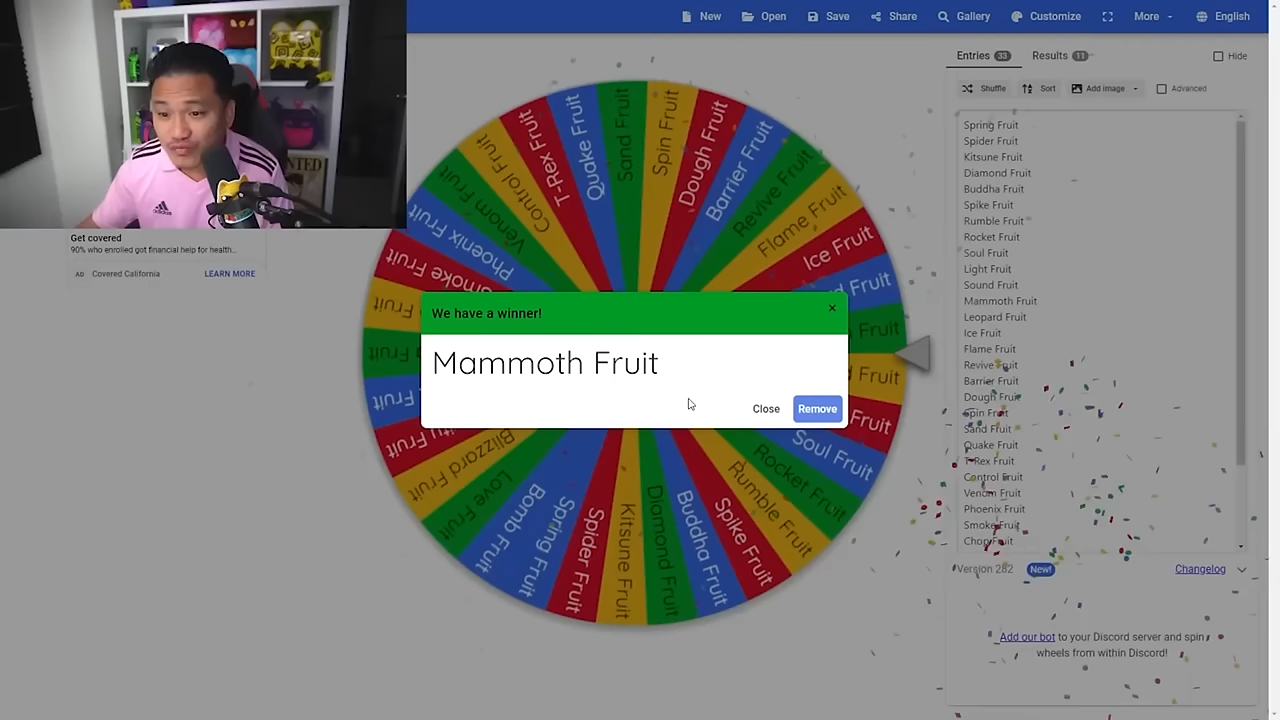 New
Open
Save
Share
Gallery
Customize
More
English
Entries 33
Results 11
Hide
Shuffle
Sort
Add image
Advanced
Spring Fruit
Spider Fruit
Kitsune Fruit
Diamond Fruit
Buddha Fruit
Spike Fruit
Rumble Fruit
Rocket Fruit
Soul Fruit
Light Fruit
Sound Fruit
Mammoth Fruit
Leopard Fruit
Ice Fruit
Flame Fruit
Revive Fruit
Barrier Fruit
Dough Fruit
Spin Fruit
Sand Fruit
Quake Fruit
T-Rex Fruit
Control Fruit
Venom Fruit
Phoenix Fruit
Smoke Fruit
Chop Fruit
Version 282
New!
Changelog
Add our bot to your Discord server and spin
wheels from within Discord!
Get covered
90% who enrolled got financial help for health...
AD Covered California
LEARN MORE
We have a winner!
×
Mammoth Fruit
Close
Remove
Phoenix Fruit
Venom Fruit
Control Fruit
T-Rex Fruit
Quake Fruit
Sand Fruit
Spin Fruit
Dough Fruit
Barrier Fruit
Revive Fruit
Flame Fruit
Ice Fruit
Fruit
Fruit
Fruit
Fruit
Soul Fruit
Rocket Fruit
Rumble Fruit
Spike Fruit
Buddha Fruit
Diamond Fruit
Kitsune Fruit
Spider Fruit
Spring Fruit
Bomb Fruit
Love Fruit
Blizzard Fruit
Fruit
Fruit
Fruit
Fruit
Smoke Fruit